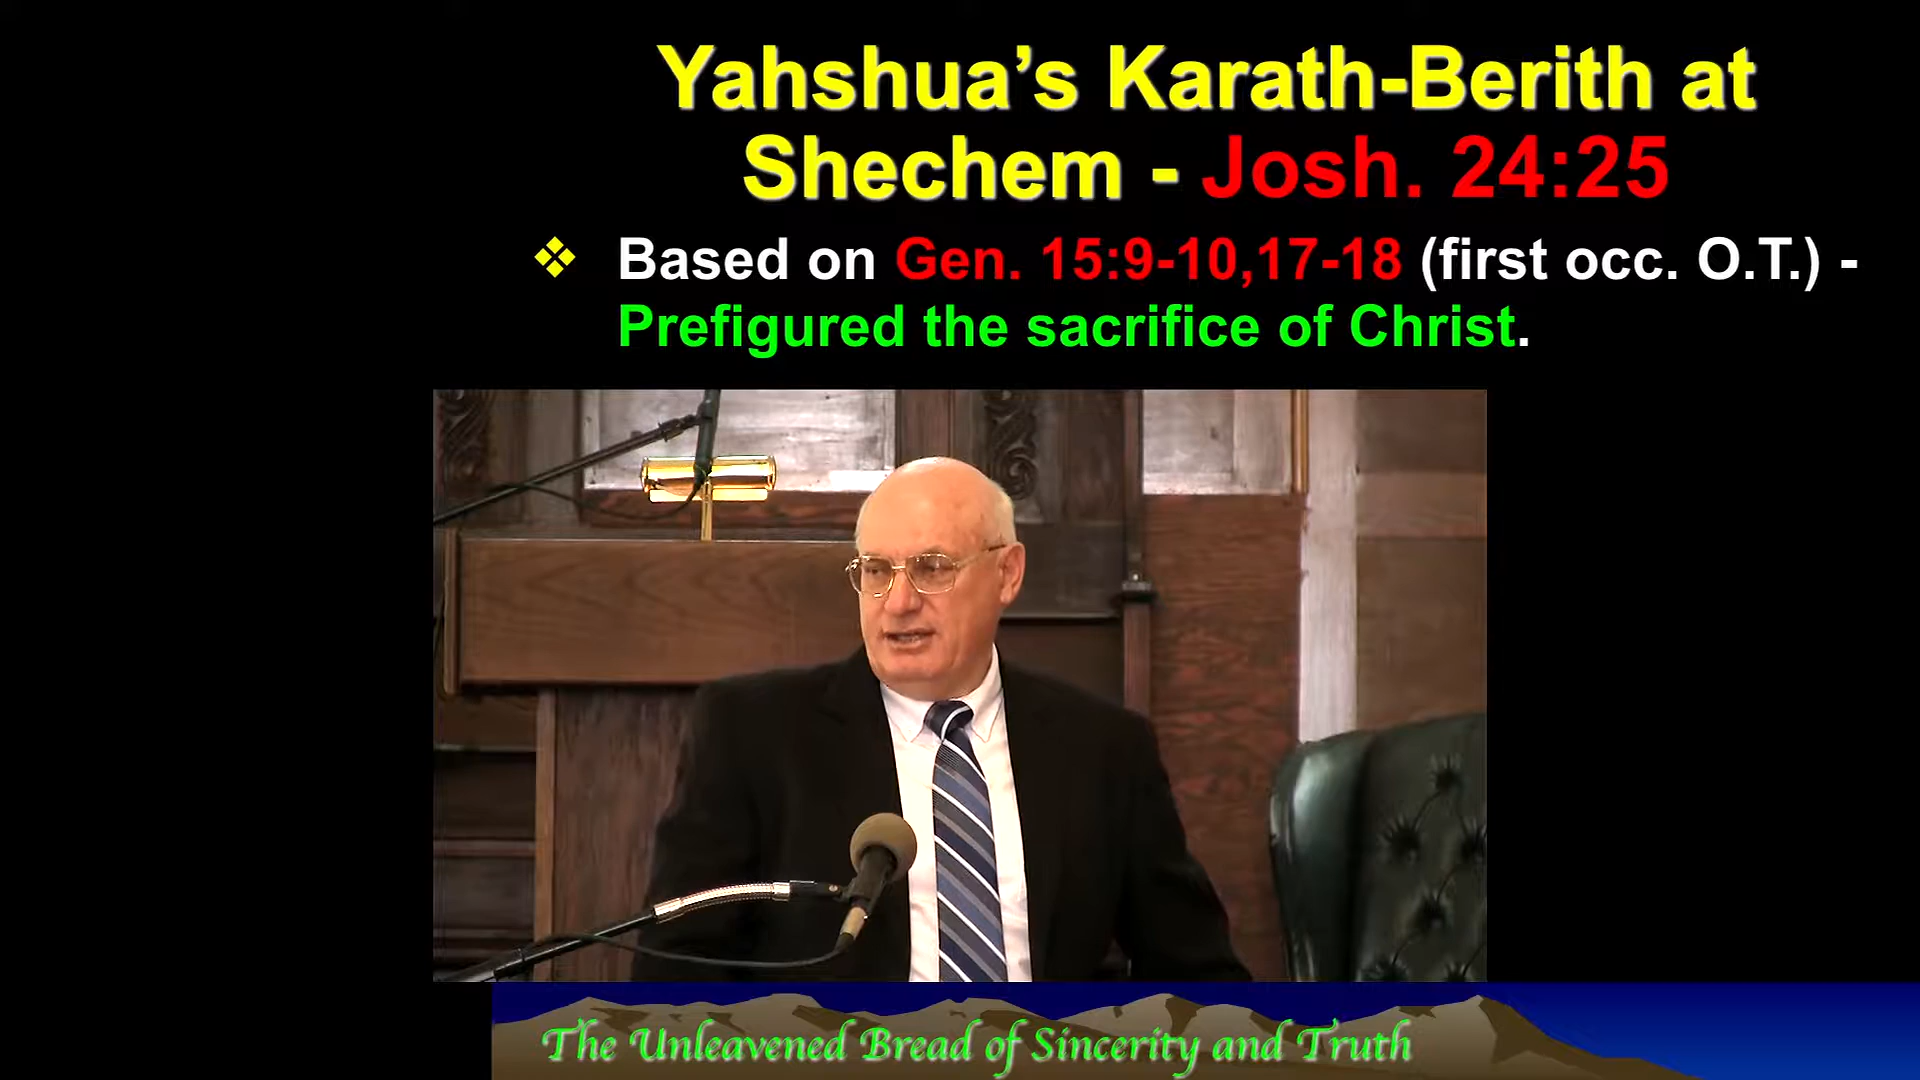 Yahshua’s Karath-Berith at
Shechem - Josh. 24:25
Based on Gen. 15:9-10,17-18 (first occ. O.T.) -
Prefigured the sacrifice of Christ.
The Unleavened Bread of Sincerity and Truth